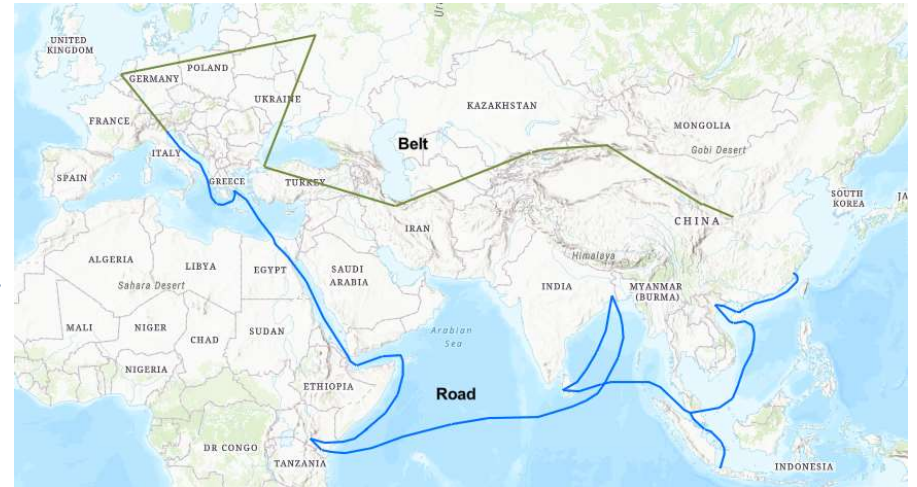 UNITED
KINGDOM
POLAND
GERMANY
UKRAINE
KAZAKHSTAN
FRANCE
MONGOLIA
Belt
Gobi Desert
ITALY
SPAIN
GREECE
TURKEY
SOUTH
KOREA
JA
CHINA
IRAN
ALGERIA
LIBYA
EGYPT
SAUDI
ARABIA
Himalaya
Sahara Desert
INDIA
MYANMAR
(BURMA)
MALI
NIGER
CHAD
SUDAN
Arabian
Sea
NIGERIA
ETHIOPIA
Road
DR CONGO
TANZANIA
INDONESIA